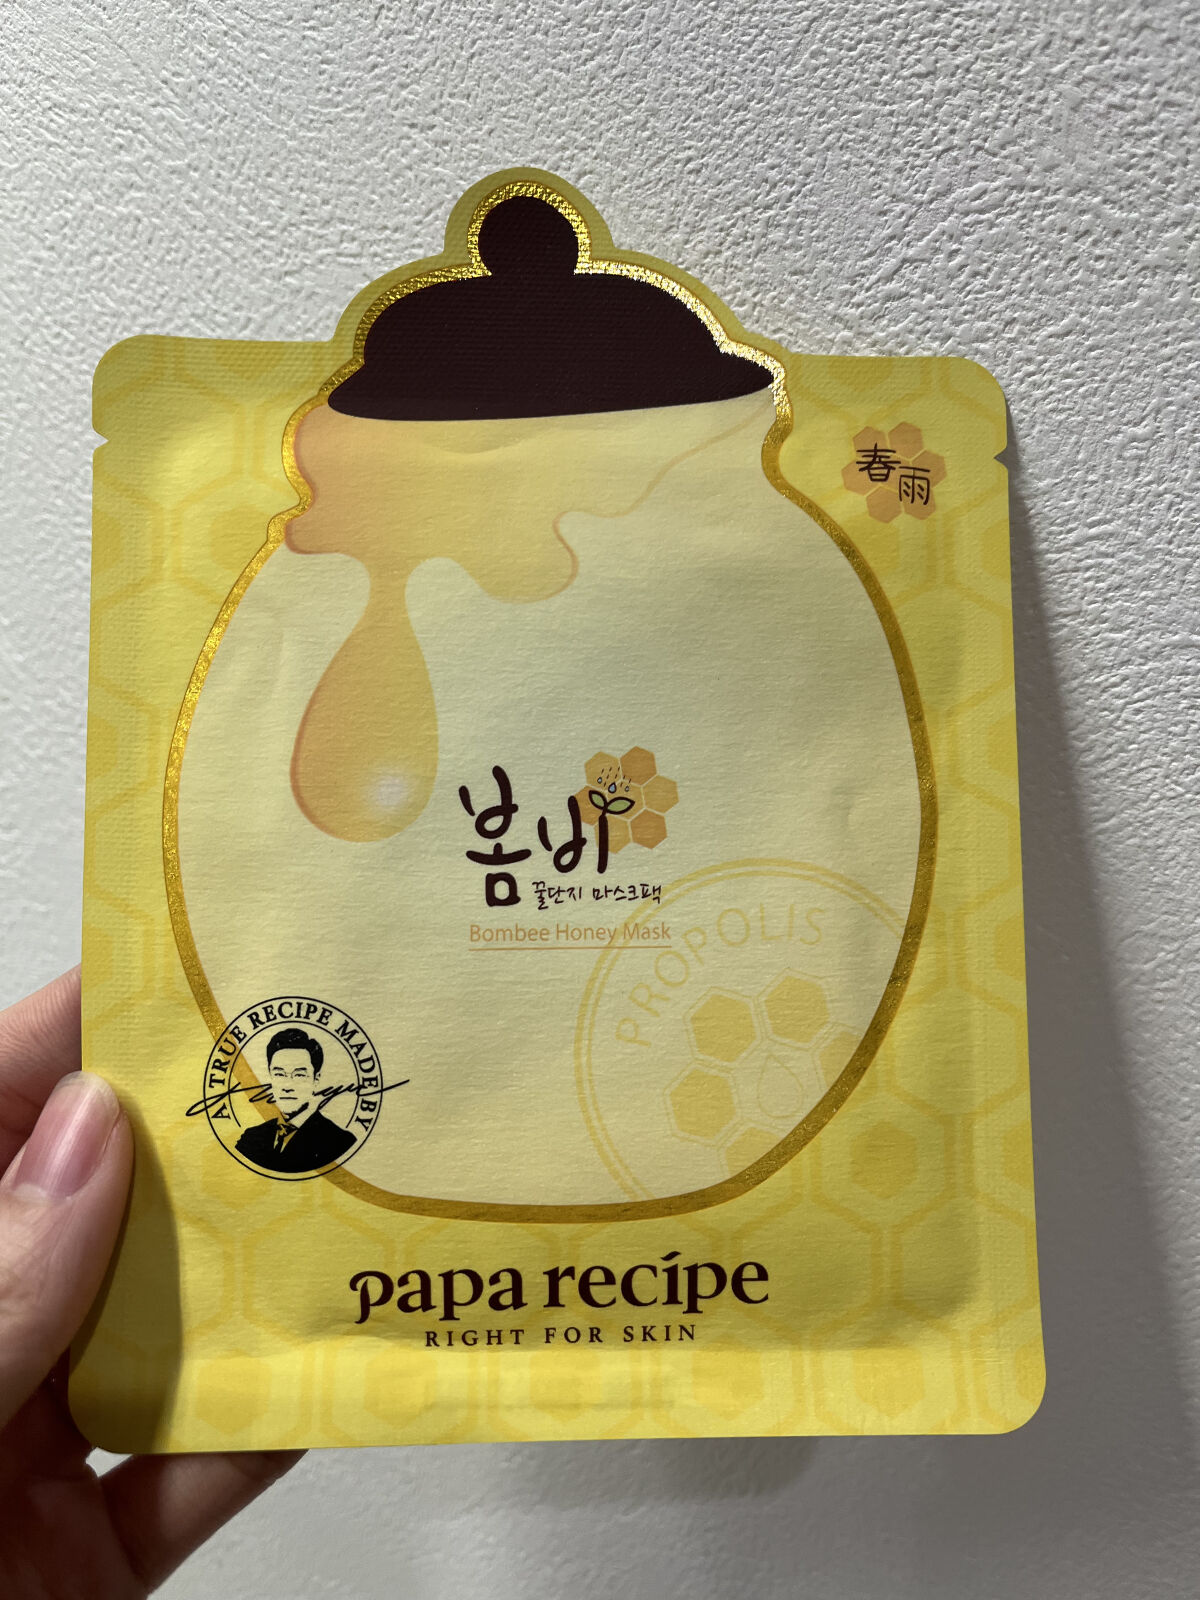 春雨
봄비
꿀단지 마스크팩
Bombee Honey Mask
PROPOLIS
A TRUE RECIPE MADE BY
papa recipe
RIGHT FOR SKIN